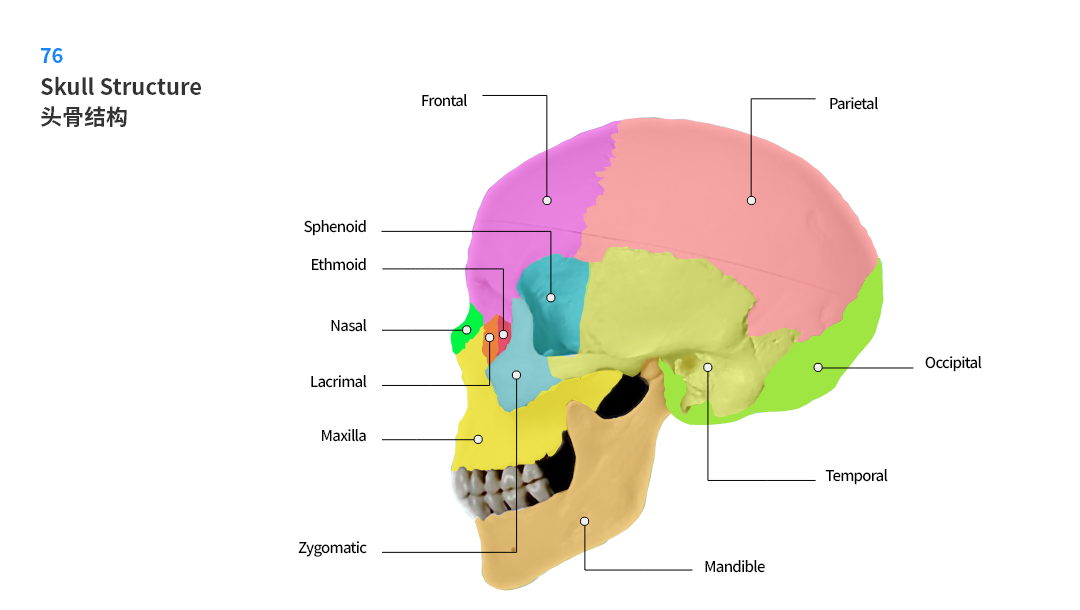 76
Skull Structure
头骨结构
Frontal
Parietal
Sphenoid
Ethmoid
Nasal
Occipital
Lacrimal
Maxilla
Temporal
Zygomatic
Mandible